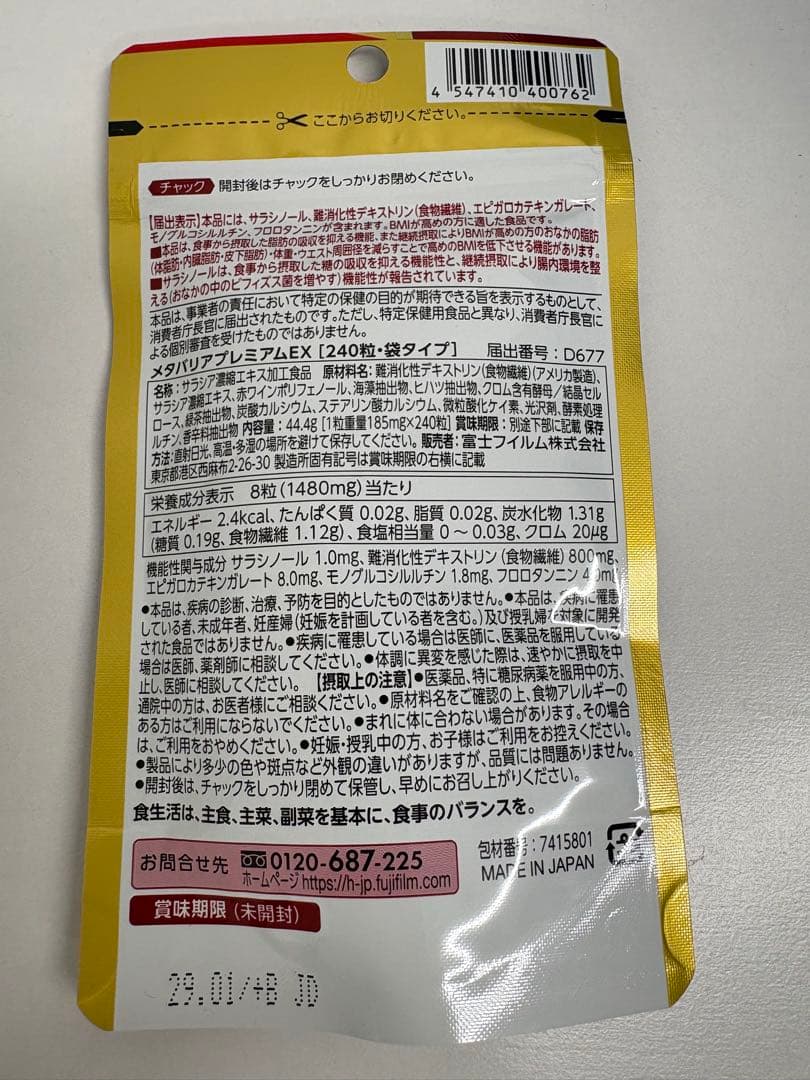 4 547410 400762
ここからお切りください。
チャック 開封後はチャックをしっかりお閉めください。
【届出表示】本品には、サラシノール、難消化性デキストリン(食物繊維)、エピガロカテキンガレート、
モノグルコシルルチン、フロロタンニンが含まれます。BMIが高めの方に適した食品です。
■本品は、食事から摂取した脂肪の吸収を抑える機能、また継続摂取によりBMIが高めの方のおなかの脂肪
(体脂肪・内臓脂肪・皮下脂肪)・体重・ウエスト周囲径を減らすことで高めのBMIを低下させる機能があります。
■サラシノールは、食事から摂取した糖の吸収を抑える機能性と、継続摂取により腸内環境を整
える(おなかの中のビフィズス菌を増やす)機能性が報告されています。
本品は、事業者の責任において特定の保健の目的が期待できる旨を表示するものとして、
消費者庁長官に届出されたものです。ただし、特定保健用食品と異なり、消費者庁長官に
よる個別審査を受けたものではありません。
メタバリアプレミアムEX [240粒・袋タイプ] 届出番号：D677
名称：サラシア濃縮エキス加工食品 原材料名：難消化性デキストリン(食物繊維)(アメリカ製造)、
サラシア濃縮エキス、赤ワインポリフェノール、海藻抽出物、ヒハツ抽出物、クロム含有酵母／結晶セル
ロース、緑茶抽出物、炭酸カルシウム、ステアリン酸カルシウム、微粒酸化ケイ素、光沢剤、酵素処理
ルチン、香辛料抽出物 内容量：44.4g [1粒重量185mg×240粒] 賞味期限：別途下部に記載 保存
方法：直射日光、高温・多湿の場所を避けて保存してください。 販売者：富士フイルム株式会社
東京都港区西麻布2-26-30 製造所固有記号は賞味期限の右横に記載
栄養成分表示 8粒(1480mg)当たり
エネルギー 2.4kcal、たんぱく質 0.02g、脂質 0.02g、炭水化物 1.31g
(糖質 0.19g、食物繊維 1.12g)、食塩相当量 0～0.03g、クロム 20μg
機能性関与成分 サラシノール 1.0mg、難消化性デキストリン(食物繊維) 800mg、
エピガロカテキンガレート 8.0mg、モノグルコシルルチン 1.8mg、フロロタンニン 4.0mg
●本品は、疾病の診断、治療、予防を目的としたものではありません。●本品は、疾病に罹患
している者、未成年者、妊産婦(妊娠を計画している者を含む。)及び授乳婦を対象に開発
された食品ではありません。●疾病に罹患している場合は医師に、医薬品を服用している
場合は医師、薬剤師に相談してください。●体調に異変を感じた際は、速やかに摂取を中
止し、医師に相談してください。 【摂取上の注意】●医薬品、特に糖尿病薬を服用中の方、
通院中の方は、お医者様にご相談ください。●原材料名をご確認の上、食物アレルギーの
ある方はご利用にならないでください。●まれに体に合わない場合があります。その場合
は、ご利用をおやめください。●妊娠・授乳中の方、お子様はご利用をお控えください。
●製品により多少の色や斑点など外観の違いがありますが、品質には問題ありません。
●開封後は、チャックをしっかり閉めて保管し、早めにお召し上がりください。
食生活は、主食、主菜、副菜を基本に、食事のバランスを。
お問合せ先 0120-687-225
ホームページ https://h-jp.fujifilm.com
包材番号：7415801
MADE IN JAPAN
賞味期限(未開封)
29.01/+B JD